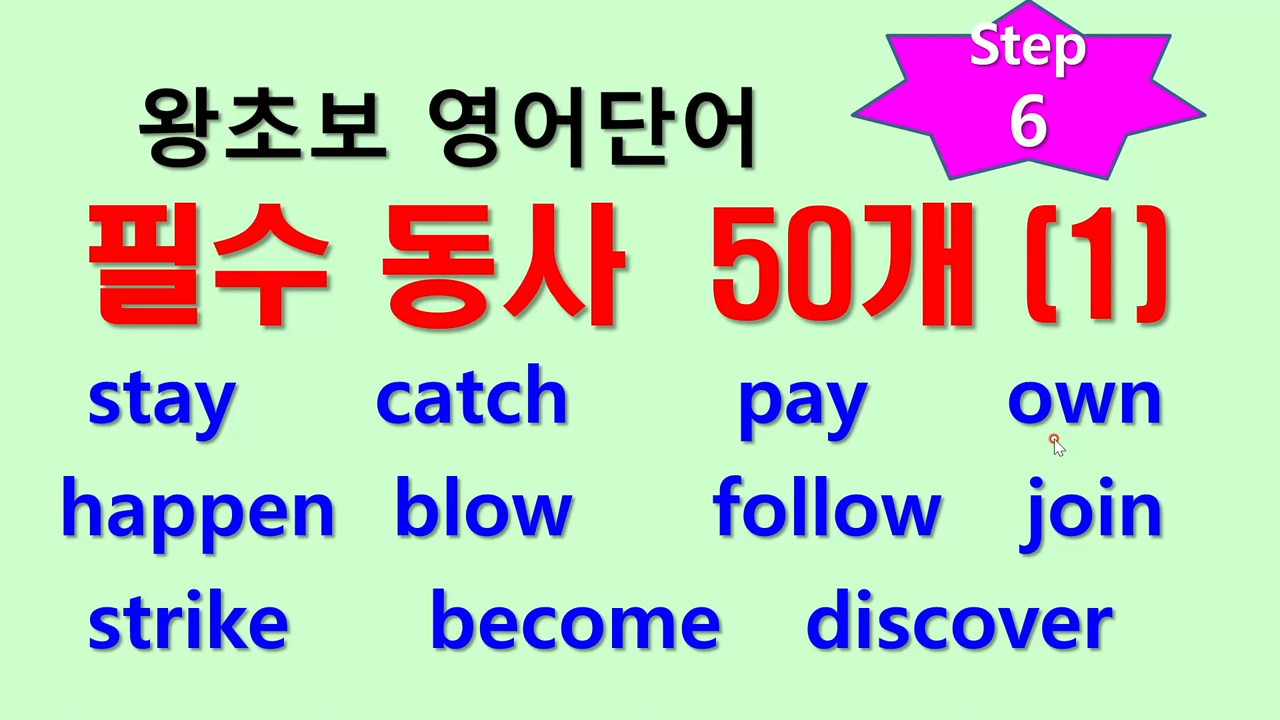 Step
6
왕초보 영어단어
필수 동사 50개 (1)
stay catch pay own
happen blow follow join
strike become discover